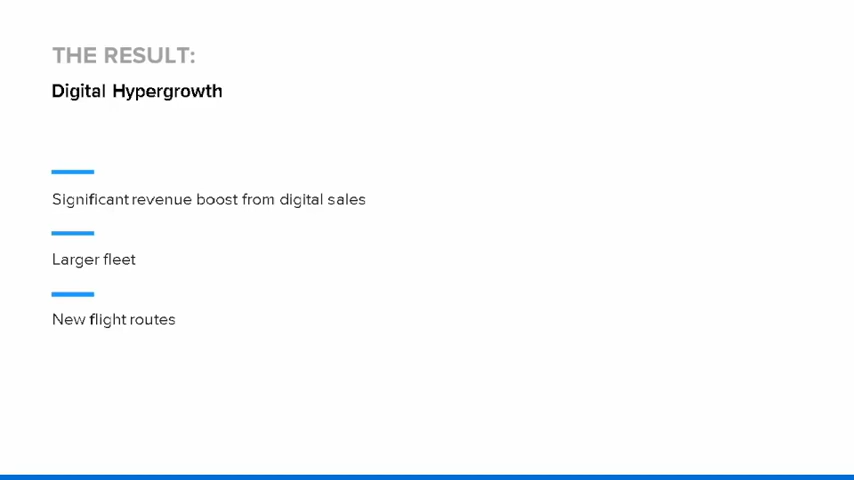 THE RESULT:
Digital Hypergrowth
Significant revenue boost from digital sales
Larger fleet
New flight routes